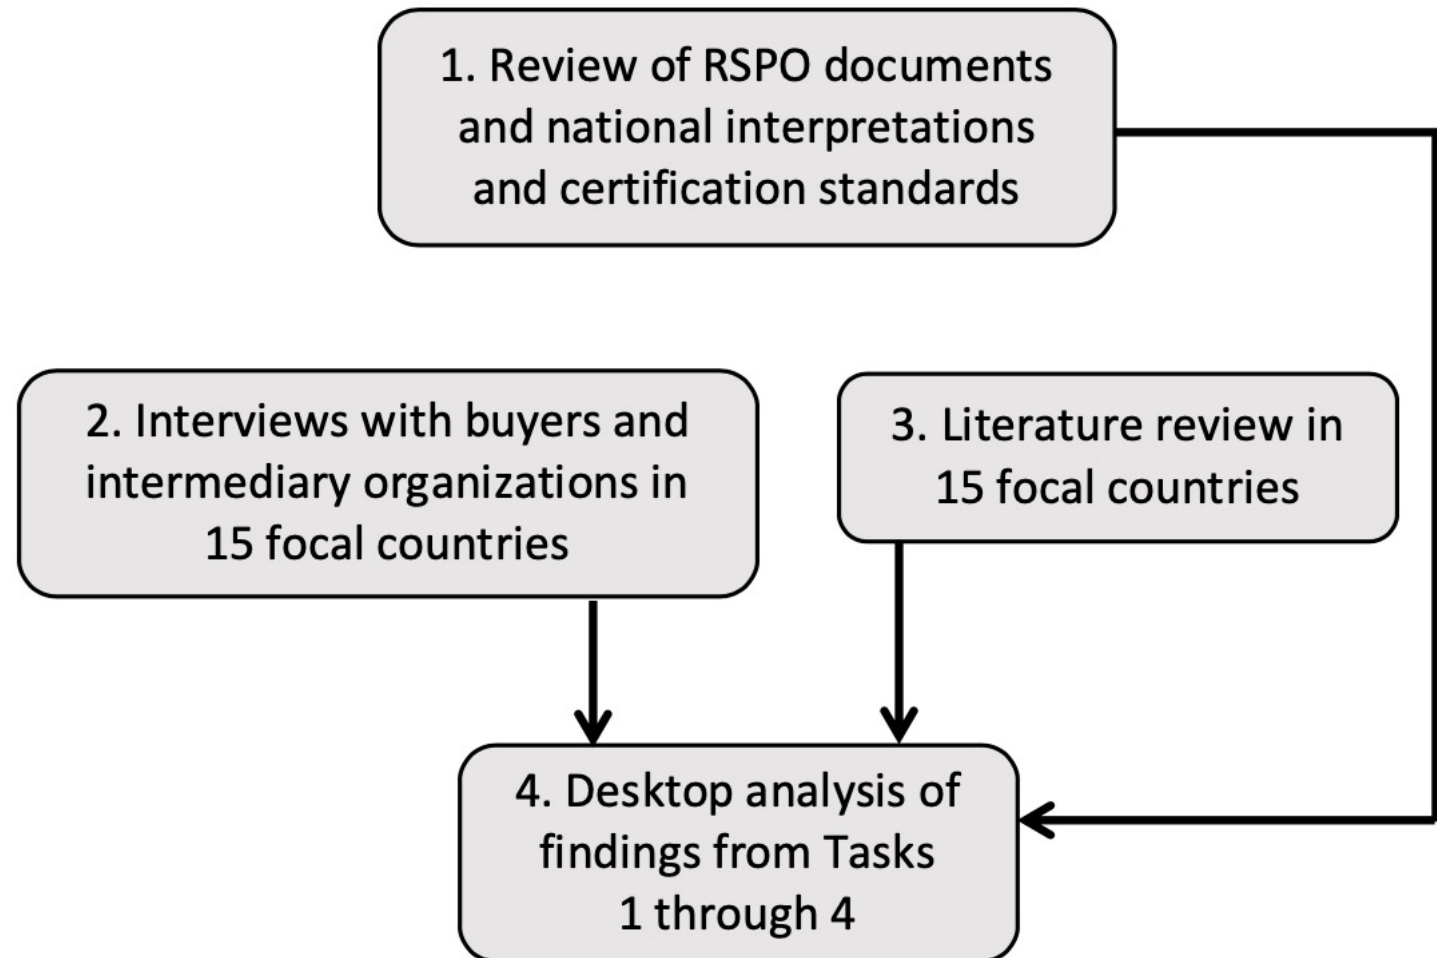 1. Review of RSPO documents
and national interpretations
and certification standards
2. Interviews with buyers and
intermediary organizations in
15 focal countries
3. Literature review in
15 focal countries
4. Desktop analysis of
findings from Tasks
1 through 4